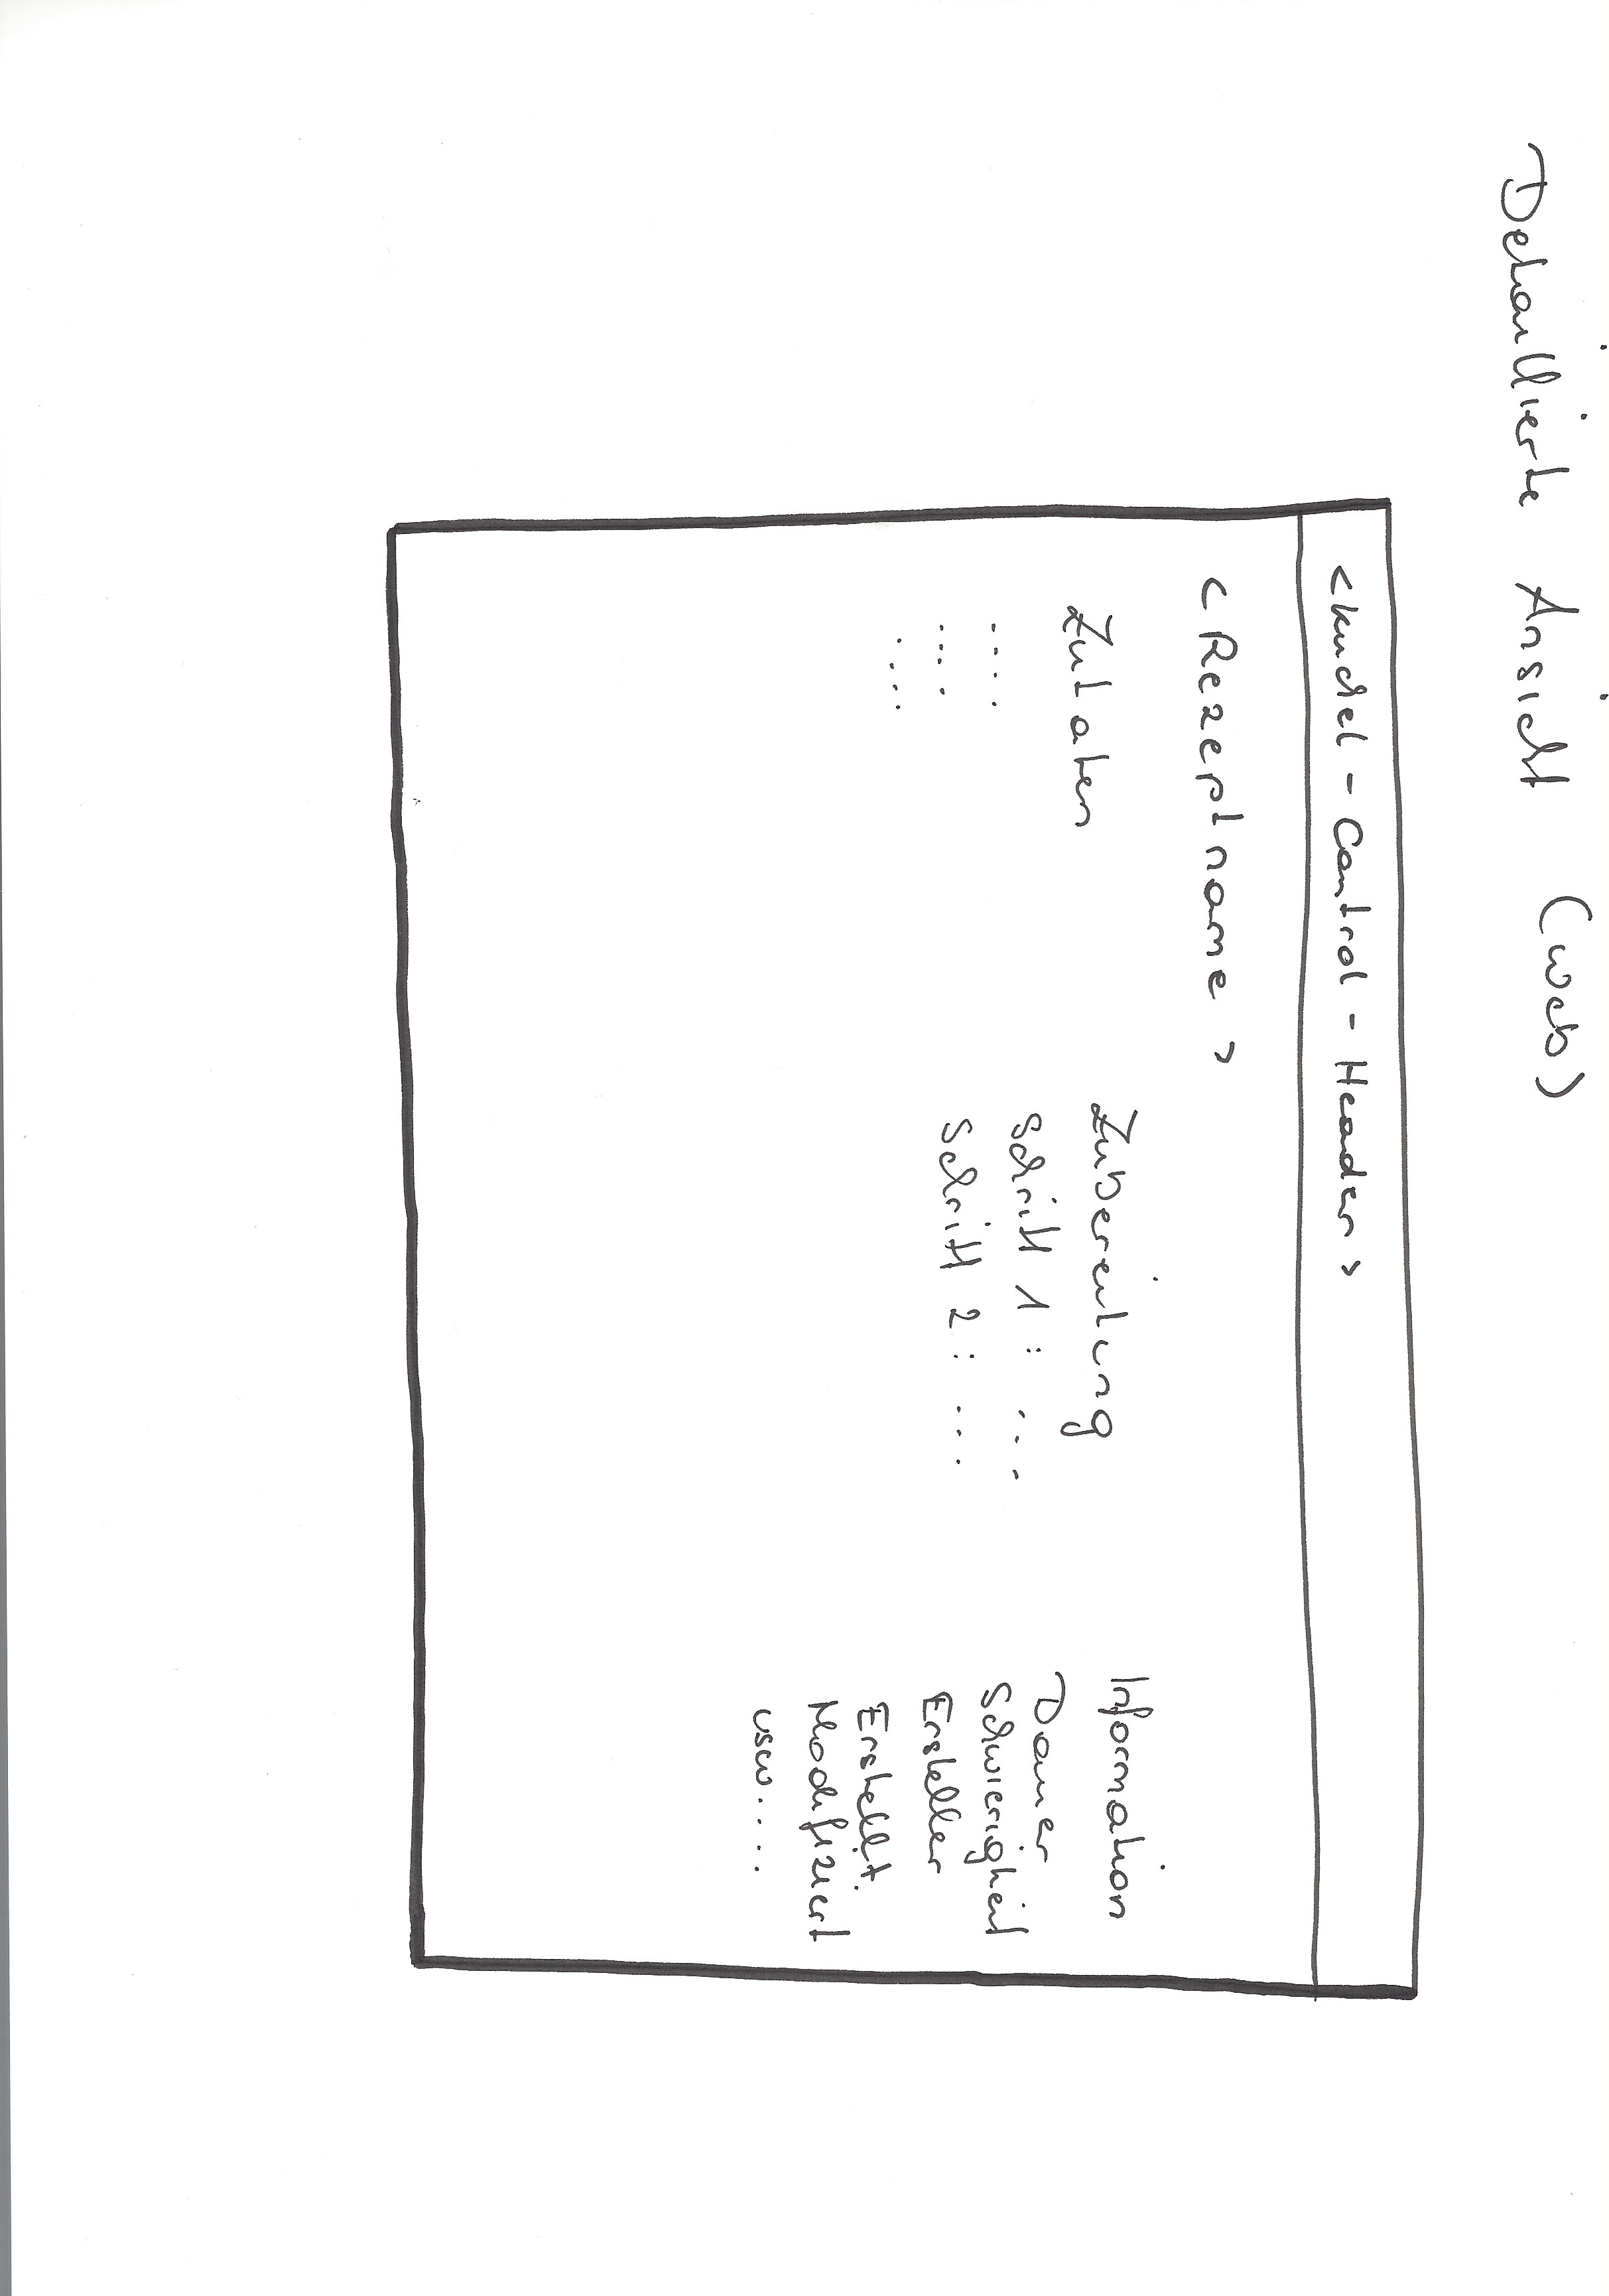 Detaillierte Ansicht (web)
<Kuchel - Control - Header>
<Rezeptname>
Zutaten
....
....
....
Zubereitung
Schritt 1 : ...
Schritt 2 : ...
Information
Dauer
Schwierigkeit
Ersteller
Erstellt.
Modifiziert
usw....